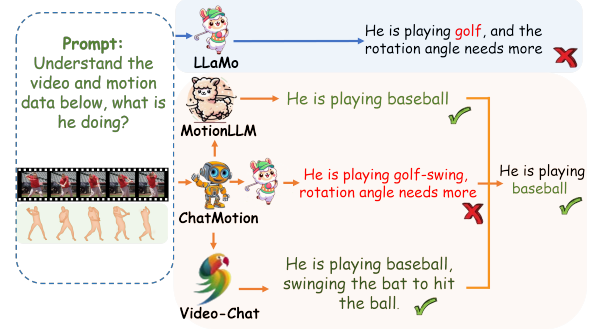 Prompt:
Understand the
video and motion
data below, what is
he doing?
LLaMo
He is playing golf, and the
rotation angle needs more
MotionLLM
He is playing baseball
ChatMotion
He is playing golf-swing,
rotation angle needs more
He is playing
baseball
Video-Chat
He is playing baseball,
swinging the bat to hit
the ball.